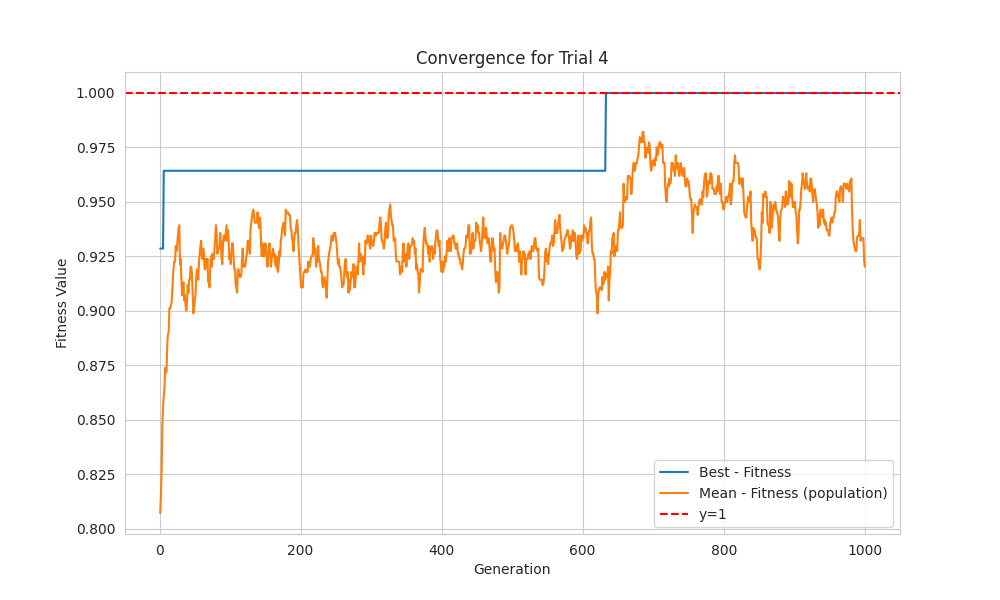 Convergence for Trial 4
Fitness Value
1.000
0.975
0.950
0.925
0.900
0.875
0.850
0.825
0.800
0
200
400
600
800
1000
Generation
Best - Fitness
Mean - Fitness (population)
y=1